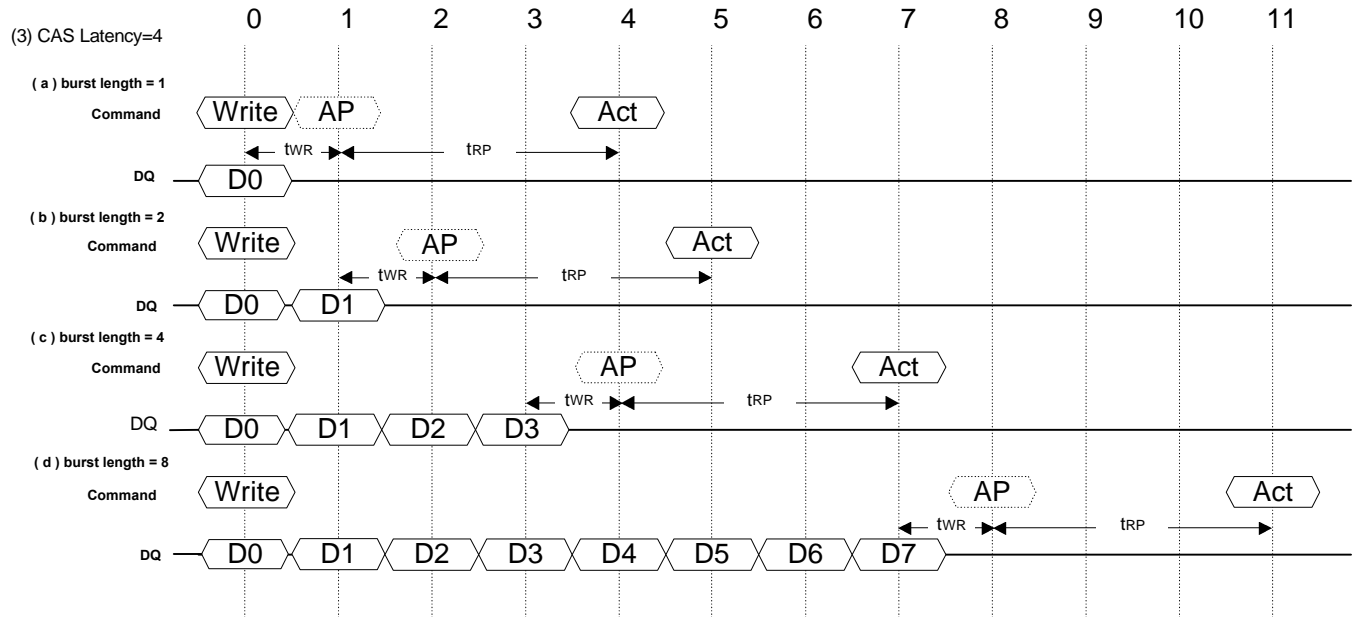 0 1 2 3 4 5 6 7 8 9 10 11
(3) CAS Latency=4
( a ) burst length = 1
Command Write AP Act
tWR tRP
DQ D0
( b ) burst length = 2
Command Write AP Act
tWR tRP
DQ D0 D1
( c ) burst length = 4
Command Write AP Act
tWR tRP
DQ D0 D1 D2 D3
( d ) burst length = 8
Command Write AP Act
tWR tRP
DQ D0 D1 D2 D3 D4 D5 D6 D7